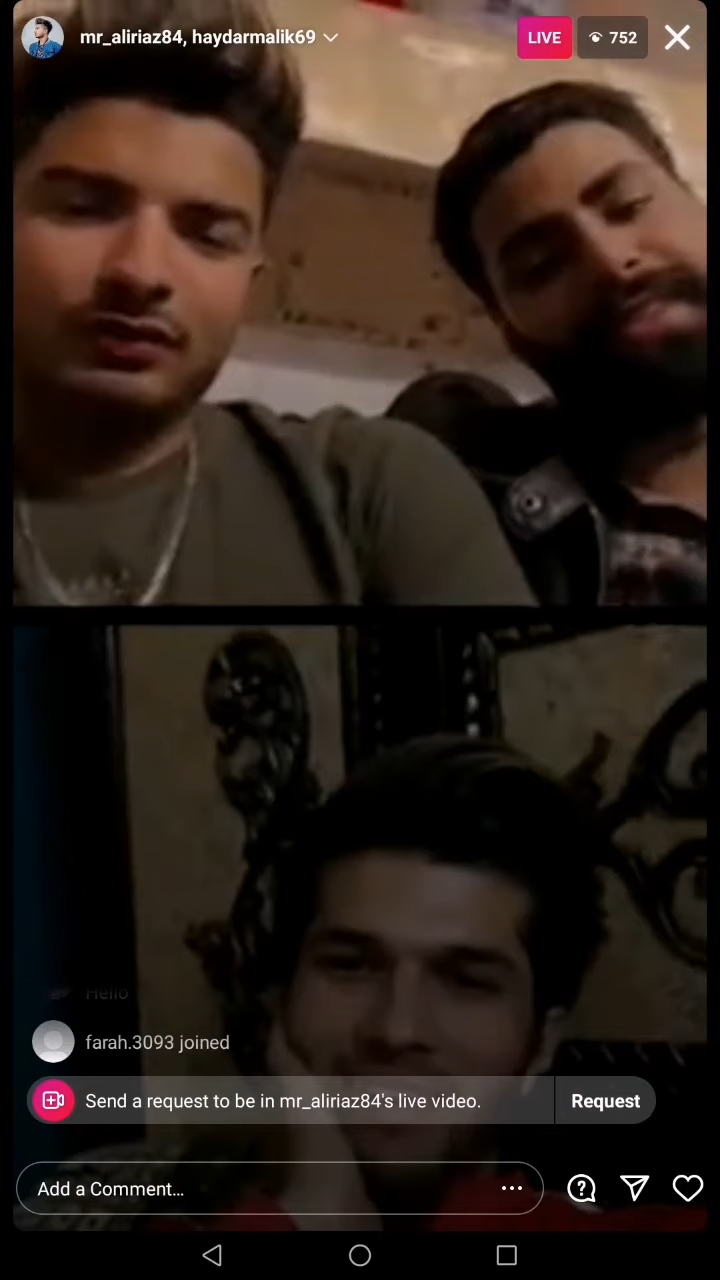 mr_aliriaz84, haydarmalik69
LIVE
752
Hello
farah.3093 joined
Send a request to be in mr_aliriaz84's live video.
Request
Add a Comment...